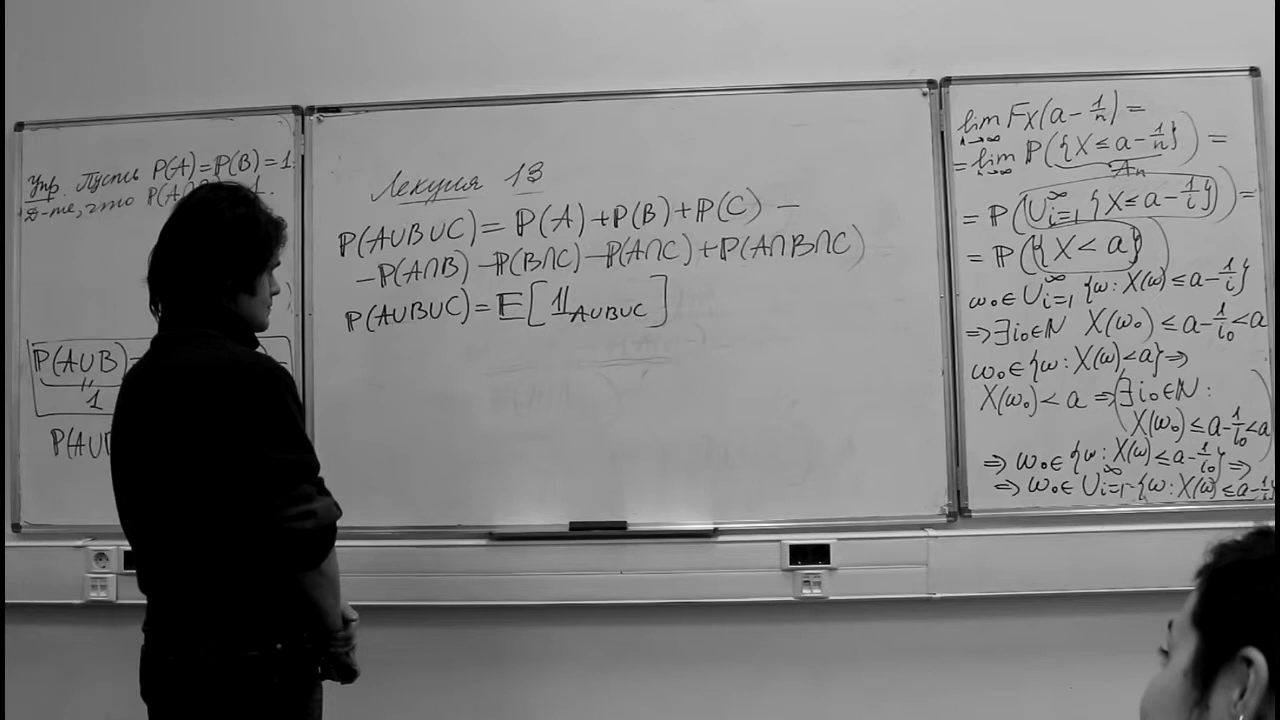 Упр. Пусть P(A)=P(B)=1.
Д-те, что P(A∩
1.
P(A∪B)
"
1
P(A∪
Лекция 13
P(A∪B∪C)= P(A)+P(B)+P(C) −
−P(A∩B) −P(B∩C) −P(A∩C)+P(A∩B∩C)
P(A∪B∪C)= E[𝟙_{A∪B∪C}]
lim_{n→∞} F_X(a−1/n) =
= lim_{n→∞} P({X≤a−1/n}) =
A_n
= P(∪_{i=1}^∞ {X≤a−1/i}) =
= P({X<a})
ω₀∈∪_{i=1}^∞ {ω: X(ω)≤a−1/i}
⇒∃i₀∈ℕ X(ω₀) ≤a−1/i₀<a
ω₀∈{ω: X(ω)<a}⇒
X(ω₀)<a ⇒(∃i₀∈ℕ:
X(ω₀)≤a−1/i₀<a)
⇒ ω₀∈{ω: X(ω)≤a−1/i₀} ⇒
⇒ ω₀∈∪_{i=1}^∞{ω: X(ω)≤a−1/i}